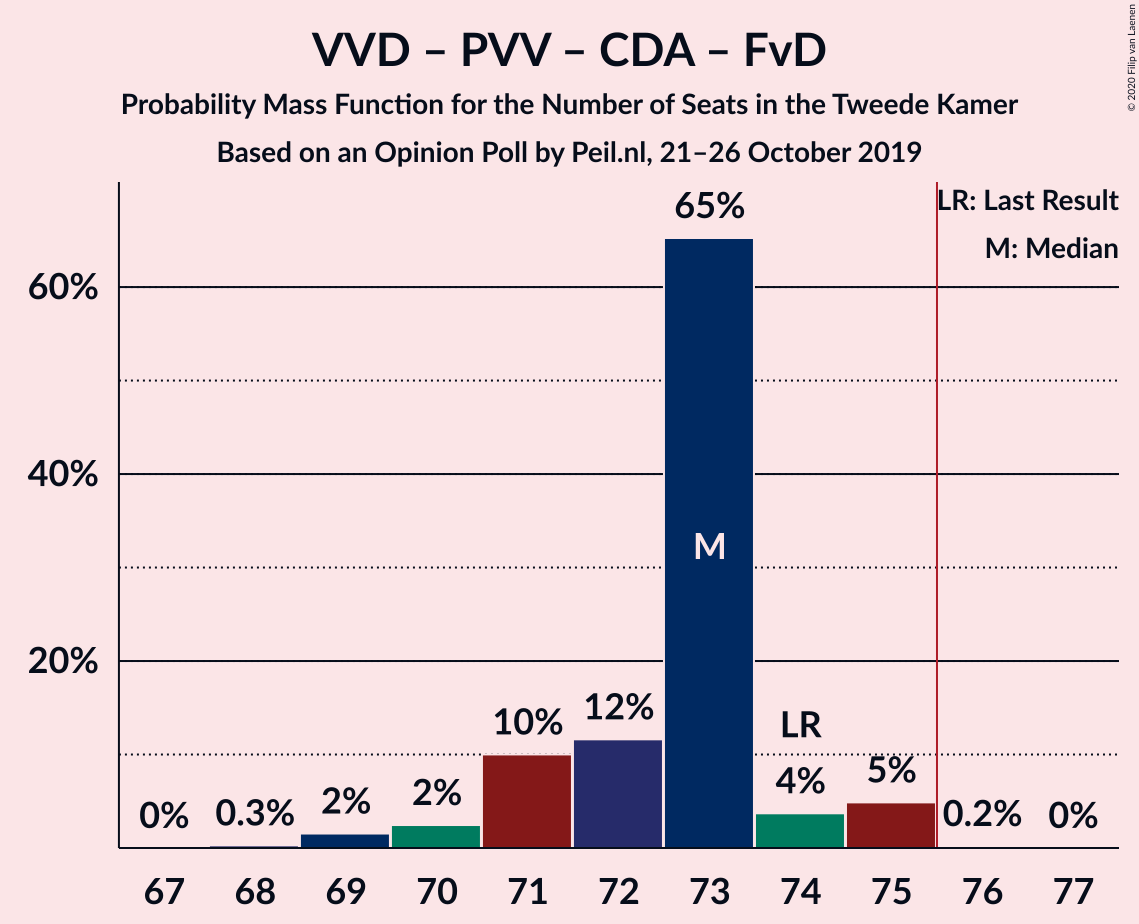 VVD – PVV – CDA – FvD
Probability Mass Function for the Number of Seats in the Tweede Kamer
Based on an Opinion Poll by Peil.nl, 21–26 October 2019
© 2020 Filip van Laenen
LR: Last Result
M: Median
60%
40%
20%
0%
0.3%
2%
2%
10%
12%
65%
M
LR
4%
5%
0.2%
0%
67 68 69 70 71 72 73 74 75 76 77